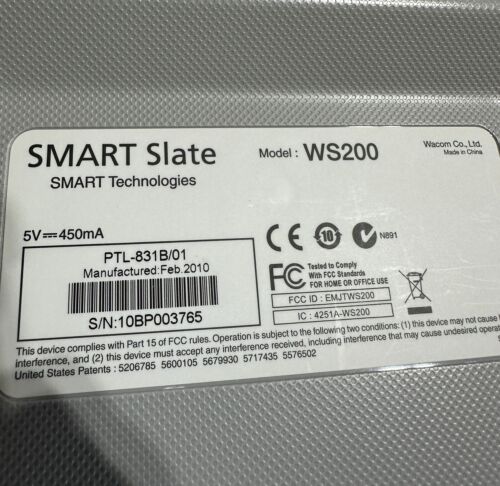 SMART Slate
SMART Technologies
Model : WS200
Wacom Co., Ltd.
Made in China
5V⎓450mA
PTL-831B/01
Manufactured:Feb.2010
S/N:10BP003765
CE
10
N891
FC
Tested to Comply
With FCC Standards
FOR HOME OR OFFICE USE
FCC ID : EMJTWS200
IC : 4251A-WS200
This device complies with Part 15 of FCC rules. Operation is subject to the following two conditions: (1) this device may not cause
interference, and (2) this device must accept any interference received, including interference that may cause undesired operation
United States Patents : 5206785 5600105 5679930 5717435 5576502